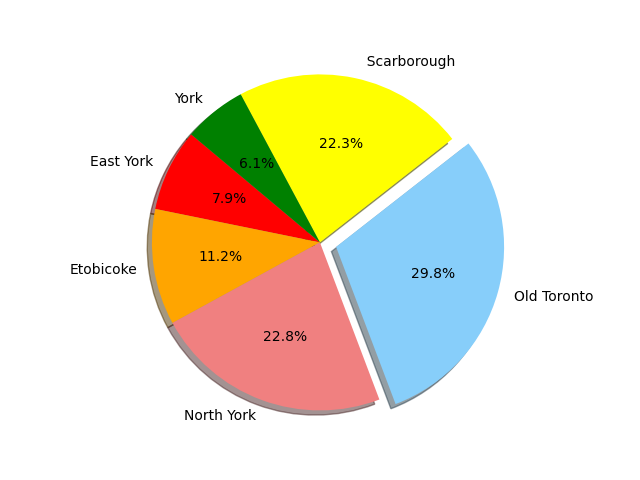 Scarborough
York
22.3%
6.1%
East York
7.9%
11.2%
Etobicoke
29.8%
Old Toronto
22.8%
North York